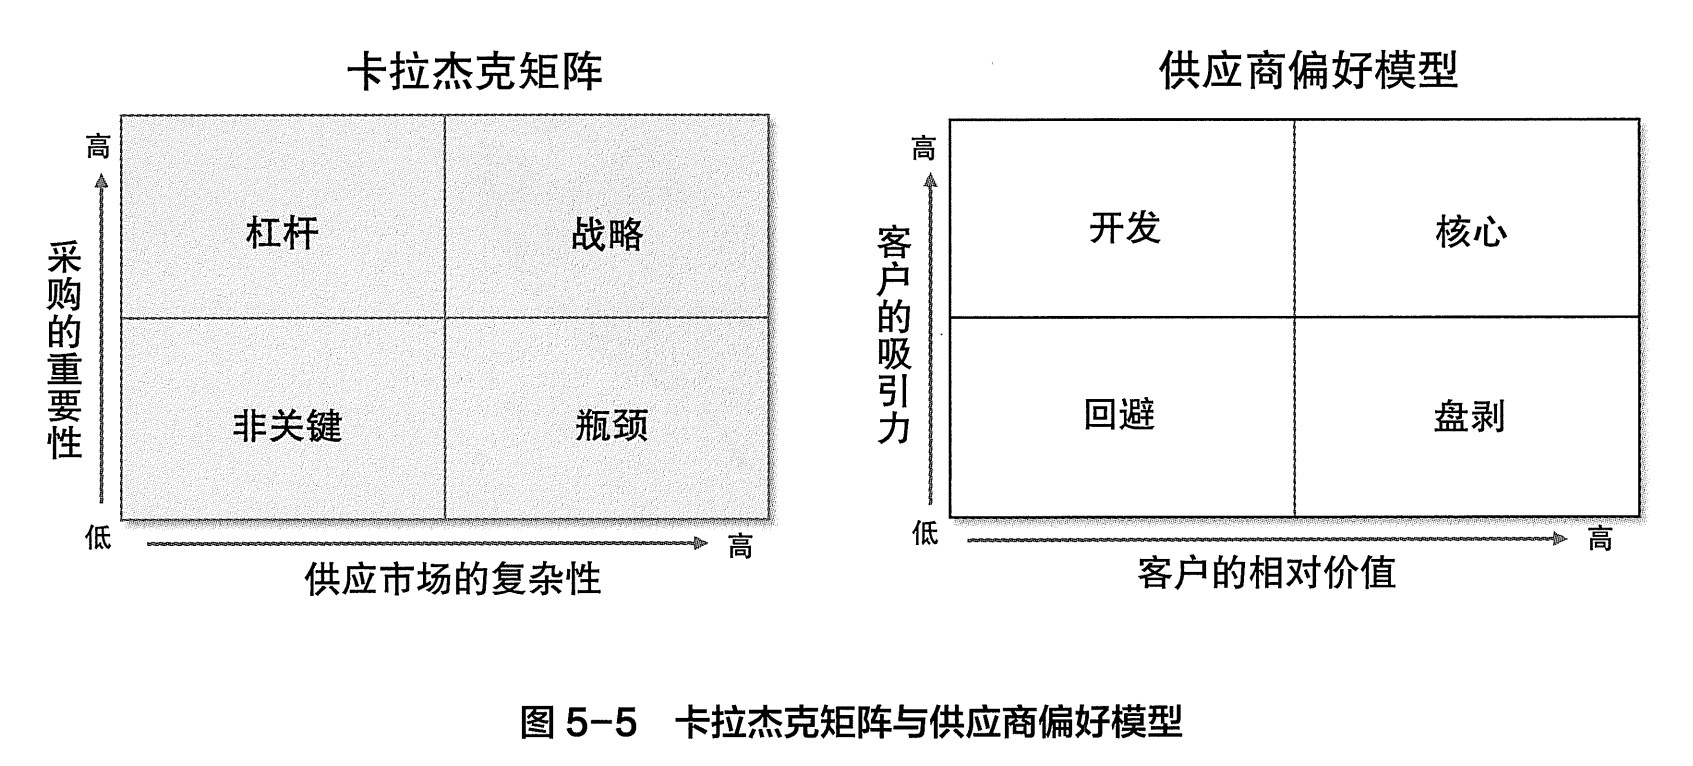 卡拉杰克矩阵
高
采购的重要性
杠杆
战略
非关键
瓶颈
低
高
供应市场的复杂性
供应商偏好模型
高
客户的吸引力
开发
核心
回避
盘剥
低
高
客户的相对价值
图 5-5 卡拉杰克矩阵与供应商偏好模型